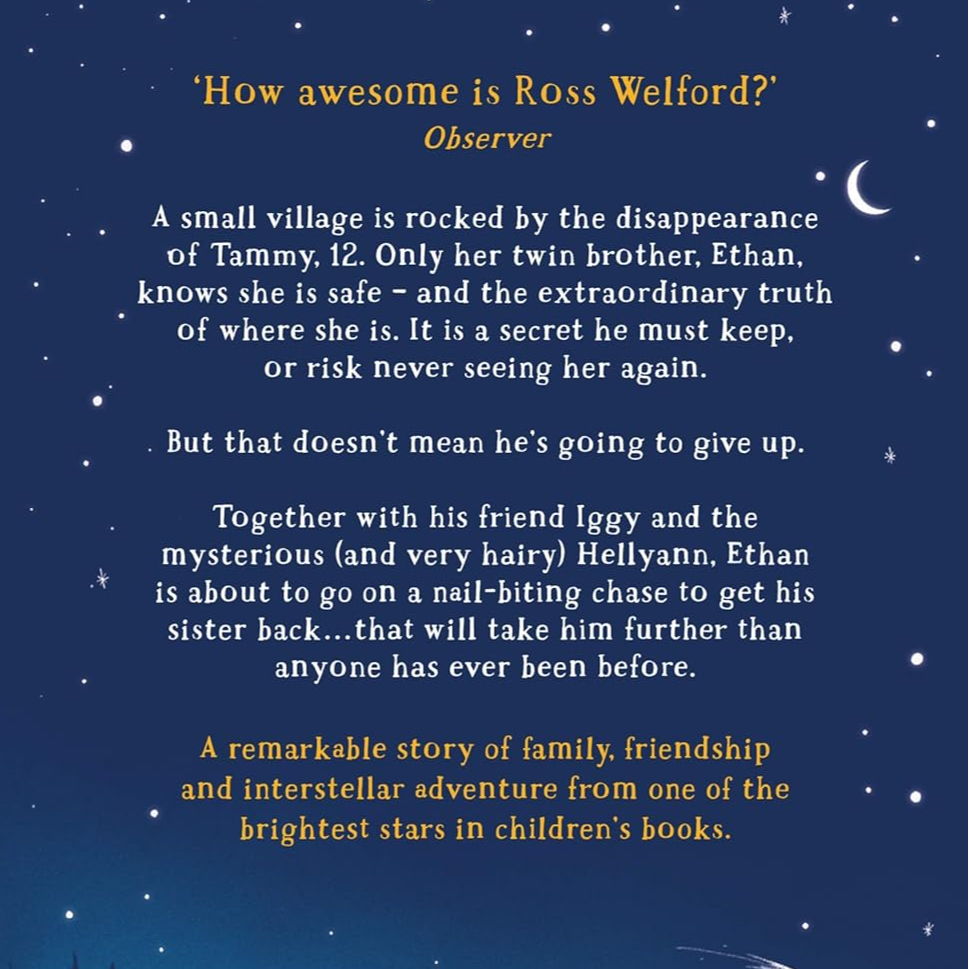 ‘How awesome is Ross Welford?’
Observer
A small village is rocked by the disappearance
of Tammy, 12. Only her twin brother, Ethan,
knows she is safe – and the extraordinary truth
of where she is. It is a secret he must keep,
or risk never seeing her again.
But that doesn't mean he's going to give up.
Together with his friend Iggy and the
mysterious (and very hairy) Hellyann, Ethan
is about to go on a nail-biting chase to get his
sister back...that will take him further than
anyone has ever been before.
A remarkable story of family, friendship
and interstellar adventure from one of the
brightest stars in children's books.